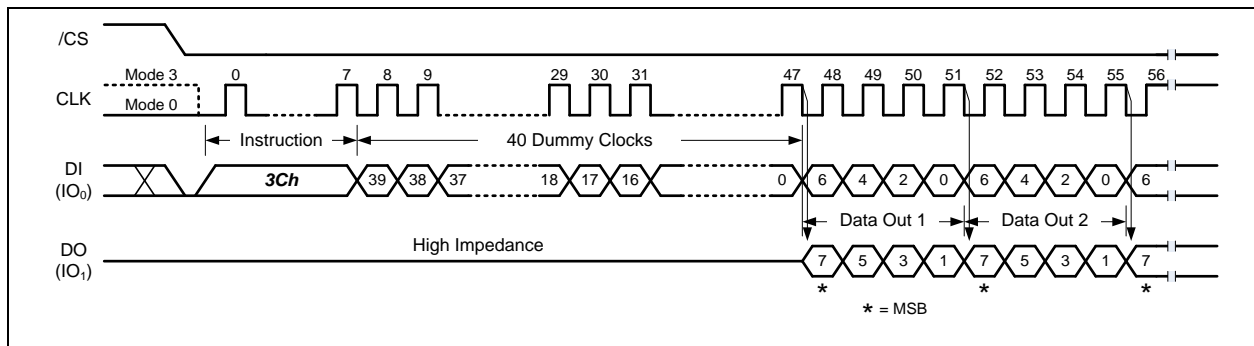 /CS
Mode 3 0 7 8 9 29 30 31 47 48 49 50 51 52 53 54 55 56
CLK
Mode 0
Instruction 40 Dummy Clocks
DI
(IO0)
3Ch 39 38 37 18 17 16 0 6 4 2 0 6 4 2 0 6
Data Out 1 Data Out 2
High Impedance
DO
(IO1)
7 5 3 1 7 5 3 1 7
* * *
* = MSB